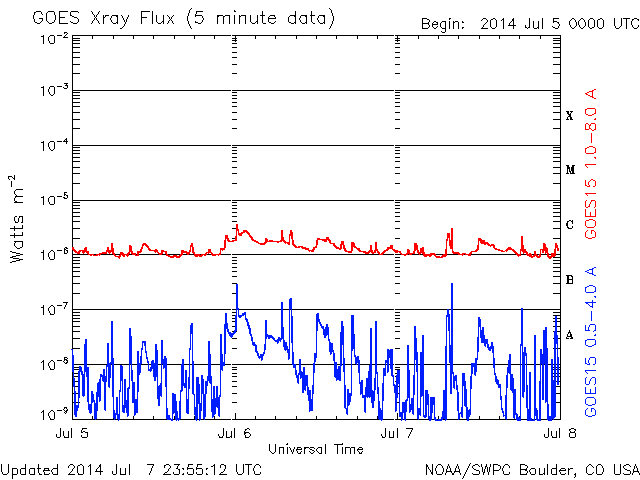 GOES Xray Flux (5 minute data)
Begin: 2014 Jul 5 0000 UTC
10-2
10-3
10-4
10-5
10-6
10-7
10-8
10-9
Watts m-2
X
M
C
B
A
GOES15 1.0-8.0 A
GOES15 0.5-4.0 A
Jul 5
Jul 6
Jul 7
Jul 8
Universal Time
Updated 2014 Jul 7 23:55:12 UTC
NOAA/SWPC Boulder, CO USA